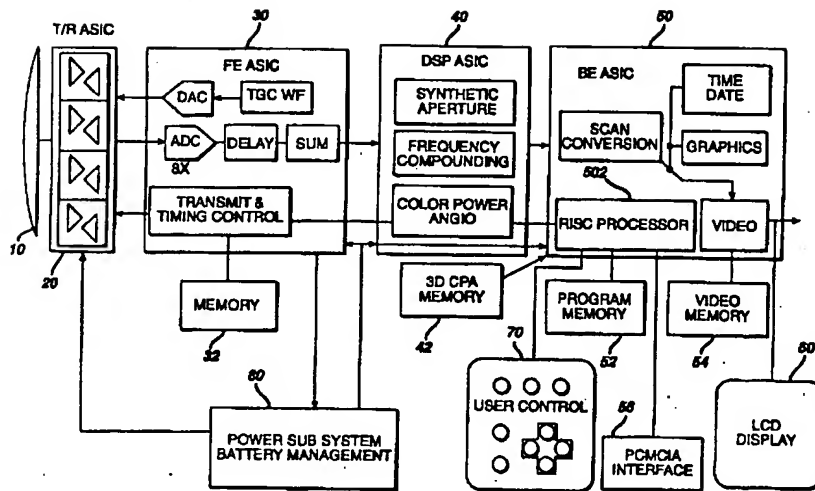 30
40
50
T/R ASIC
FE ASIC
DSP ASIC
BE ASIC
DAC
TGC WF
SYNTHETIC
APERTURE
TIME
DATE
SCAN
CONVERSION
ADC
8X
DELAY
SUM
FREQUENCY
COMPOUNDING
GRAPHICS
502
TRANSMIT &
TIMING CONTROL
COLOR POWER
ANGIO
RISC PROCESSOR
VIDEO
10
20
MEMORY
32
3D CPA
MEMORY
42
PROGRAM
MEMORY
52
VIDEO
MEMORY
54
70
60
80
USER CONTROL
POWER SUB SYSTEM
BATTERY MANAGEMENT
56
PCMCIA
INTERFACE
LCD
DISPLAY